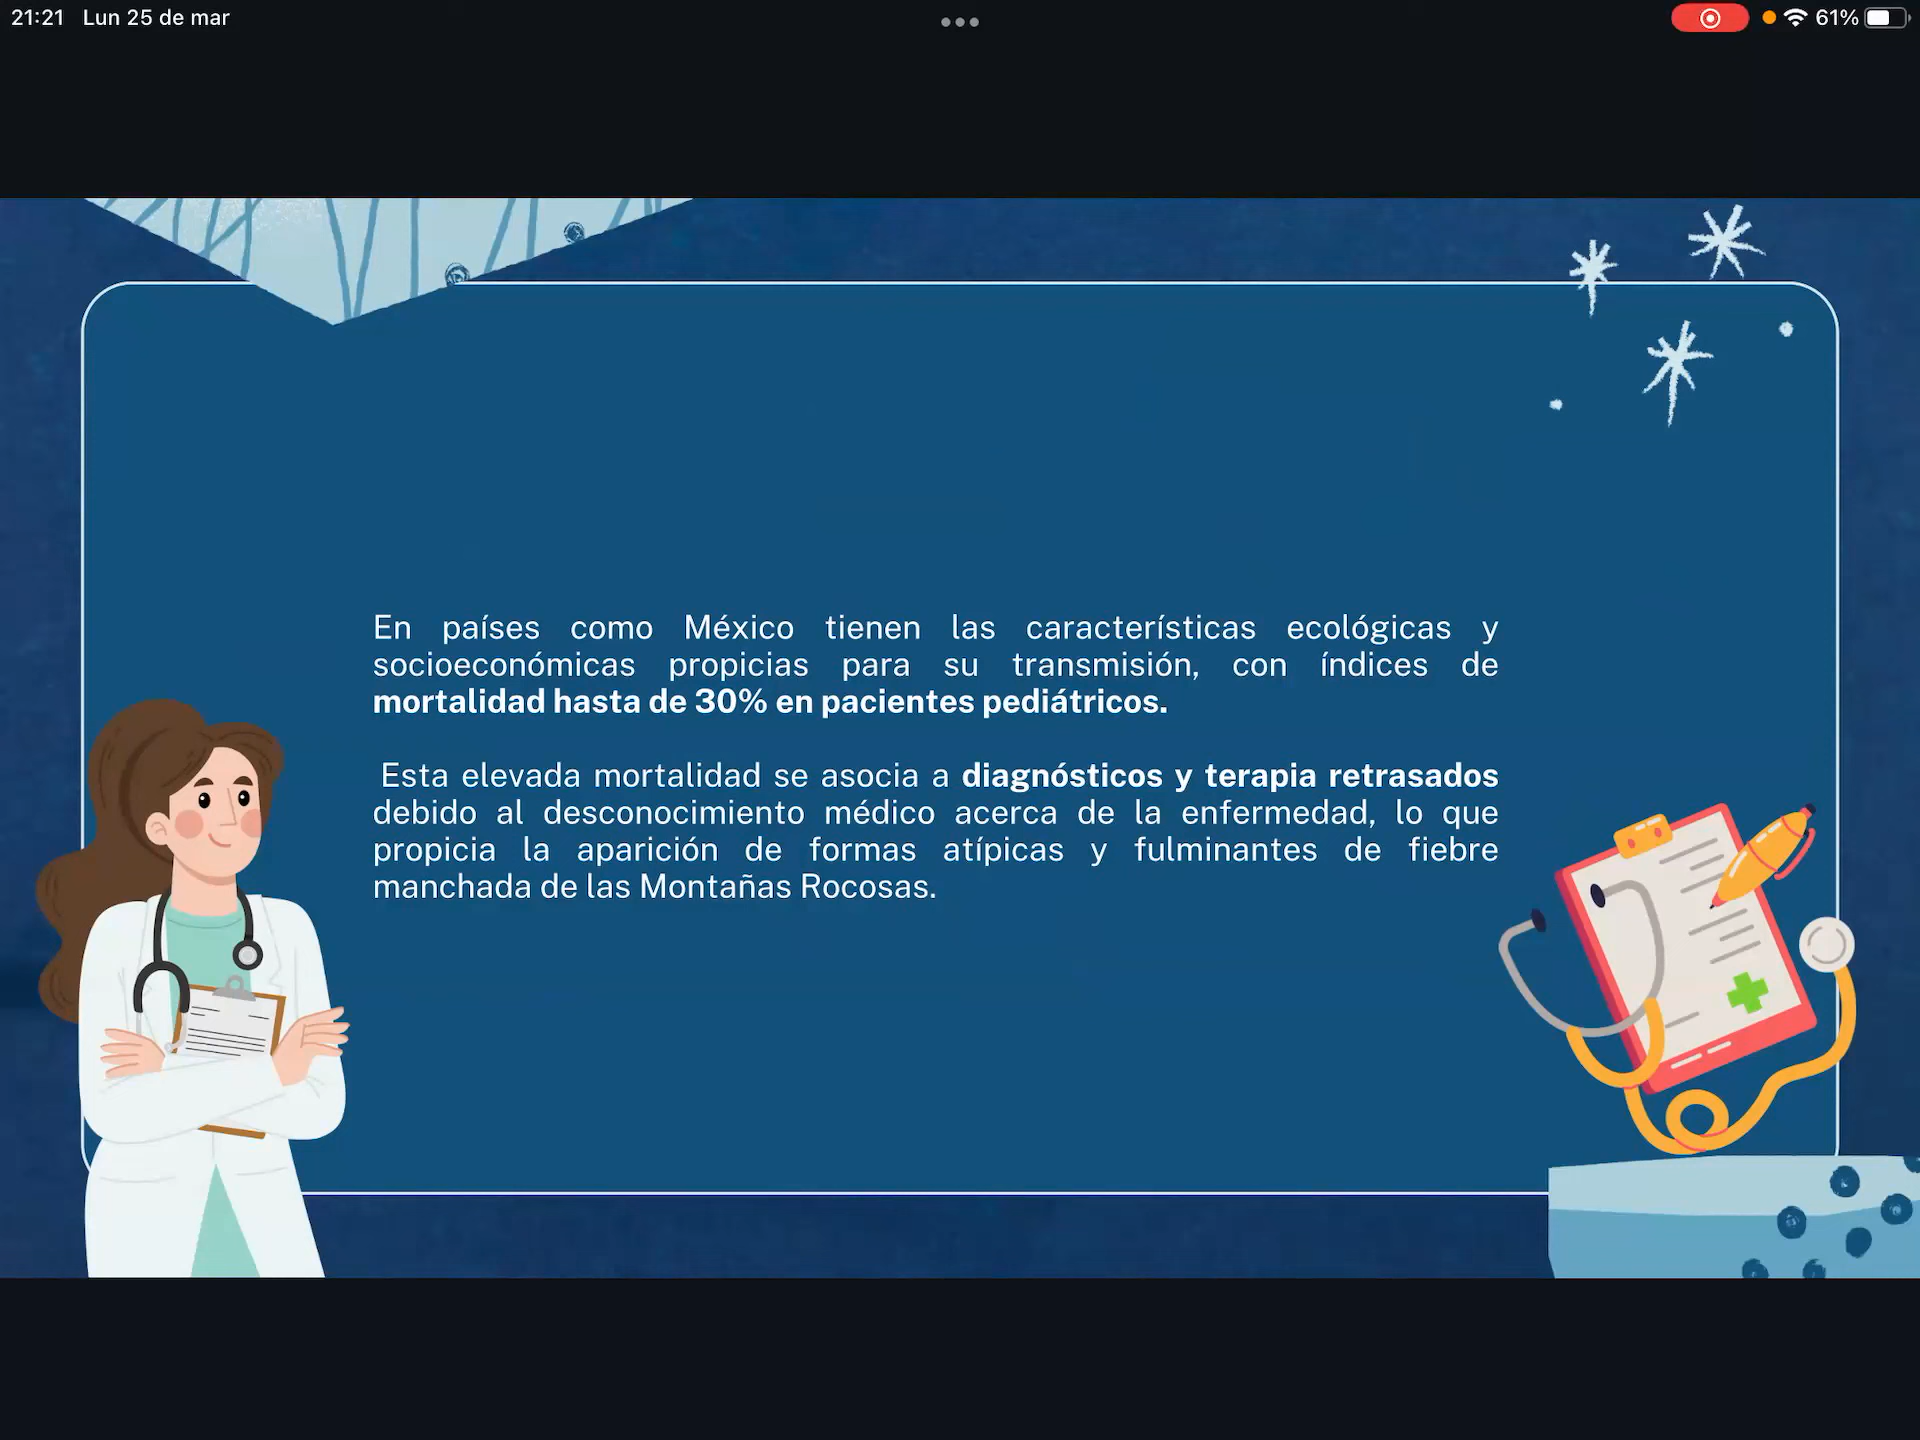 21:21 Lun 25 de mar
61%
En países como México tienen las características ecológicas y
socioeconómicas propicias para su transmisión, con índices de
mortalidad hasta de 30% en pacientes pediátricos.
Esta elevada mortalidad se asocia a diagnósticos y terapia retrasados
debido al desconocimiento médico acerca de la enfermedad, lo que
propicia la aparición de formas atípicas y fulminantes de fiebre
manchada de las Montañas Rocosas.